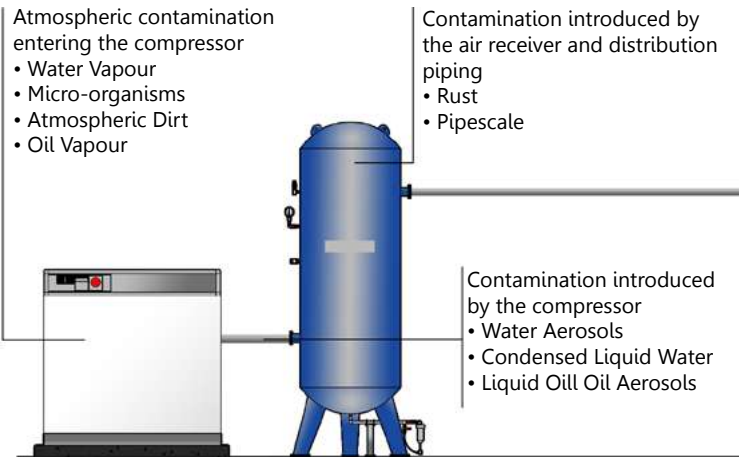 Atmospheric contamination
entering the compressor
• Water Vapour
• Micro-organisms
• Atmospheric Dirt
• Oil Vapour
Contamination introduced by
the air receiver and distribution
piping
• Rust
• Pipescale
Contamination introduced
by the compressor
• Water Aerosols
• Condensed Liquid Water
• Liquid Oill Oil Aerosols